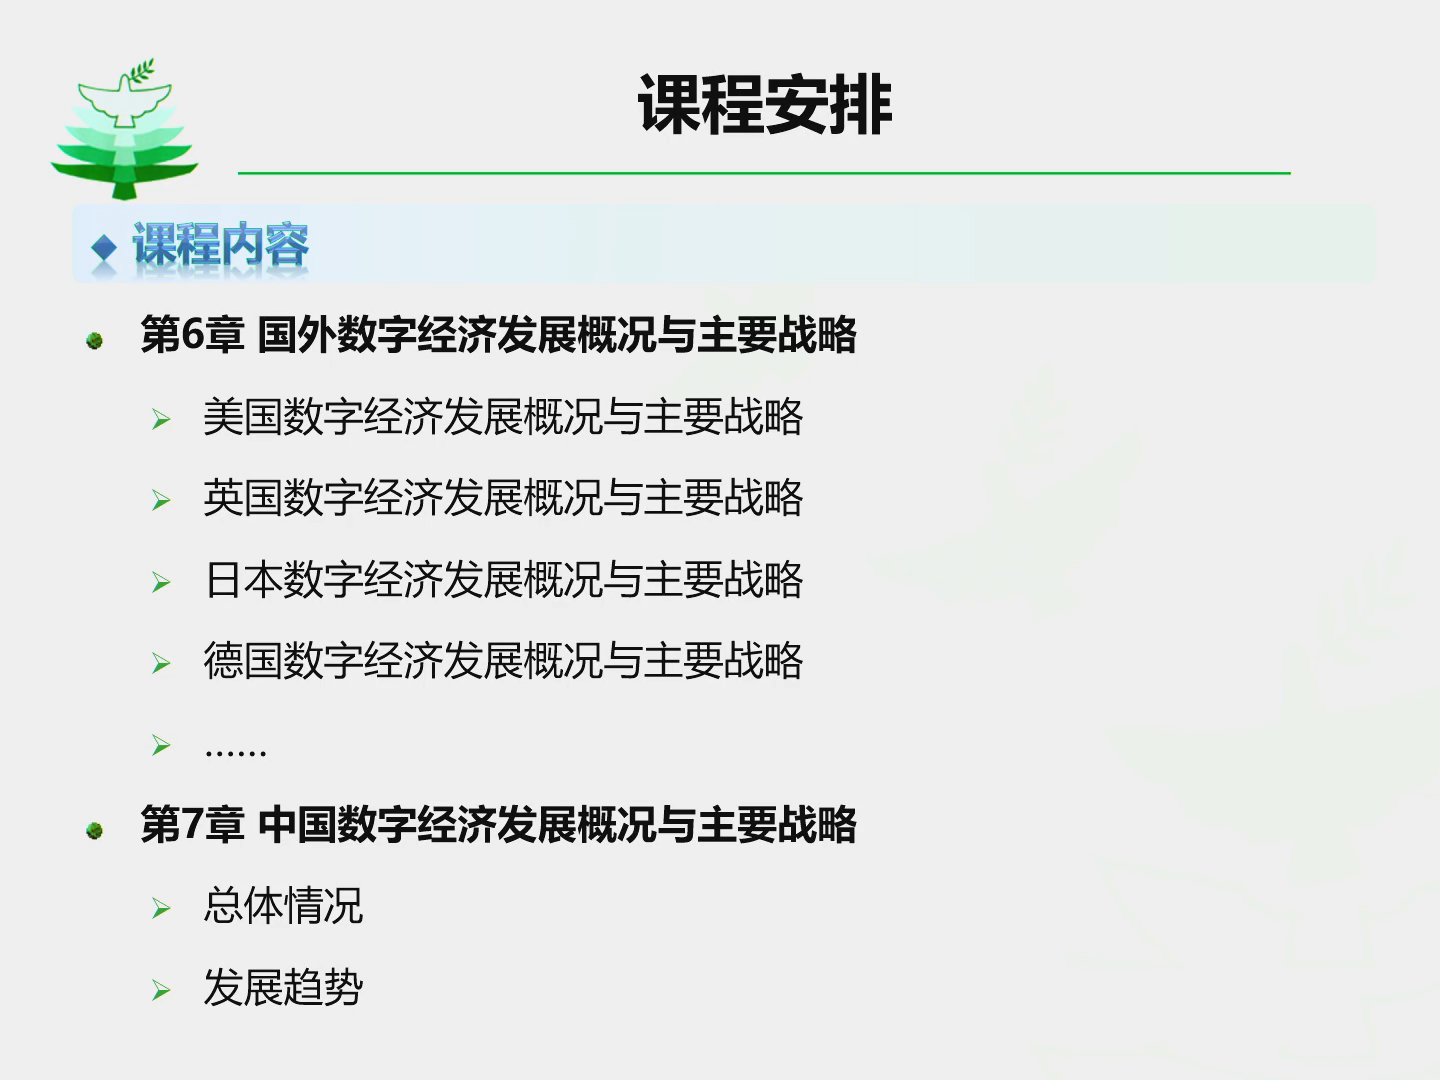 课程安排
课程内容
第6章 国外数字经济发展概况与主要战略
美国数字经济发展概况与主要战略
英国数字经济发展概况与主要战略
日本数字经济发展概况与主要战略
德国数字经济发展概况与主要战略
……
第7章 中国数字经济发展概况与主要战略
总体情况
发展趋势